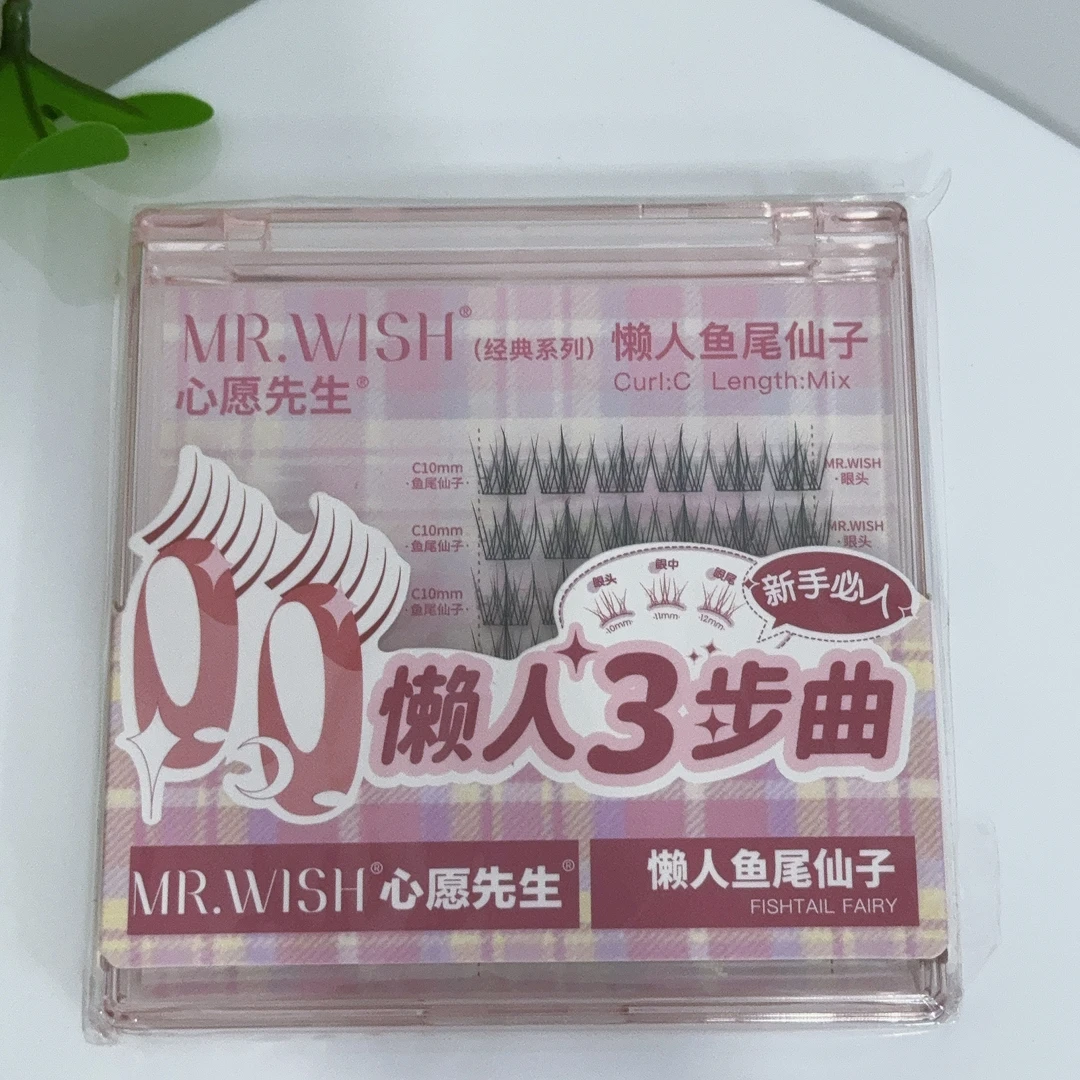 MR.WISH®（经典系列）懒人鱼尾仙子
心愿先生®
Curl:C Length:Mix
C10mm
·鱼尾仙子·
MR.WISH
·眼头·
C10mm
·鱼尾仙子·
MR.WISH
·眼头·
C10mm
·鱼尾仙子·
眼头 眼中 眼尾
10mm 11mm 12mm
新手必入
懒人3步曲
MR.WISH®心愿先生®
懒人鱼尾仙子
FISHTAIL FAIRY